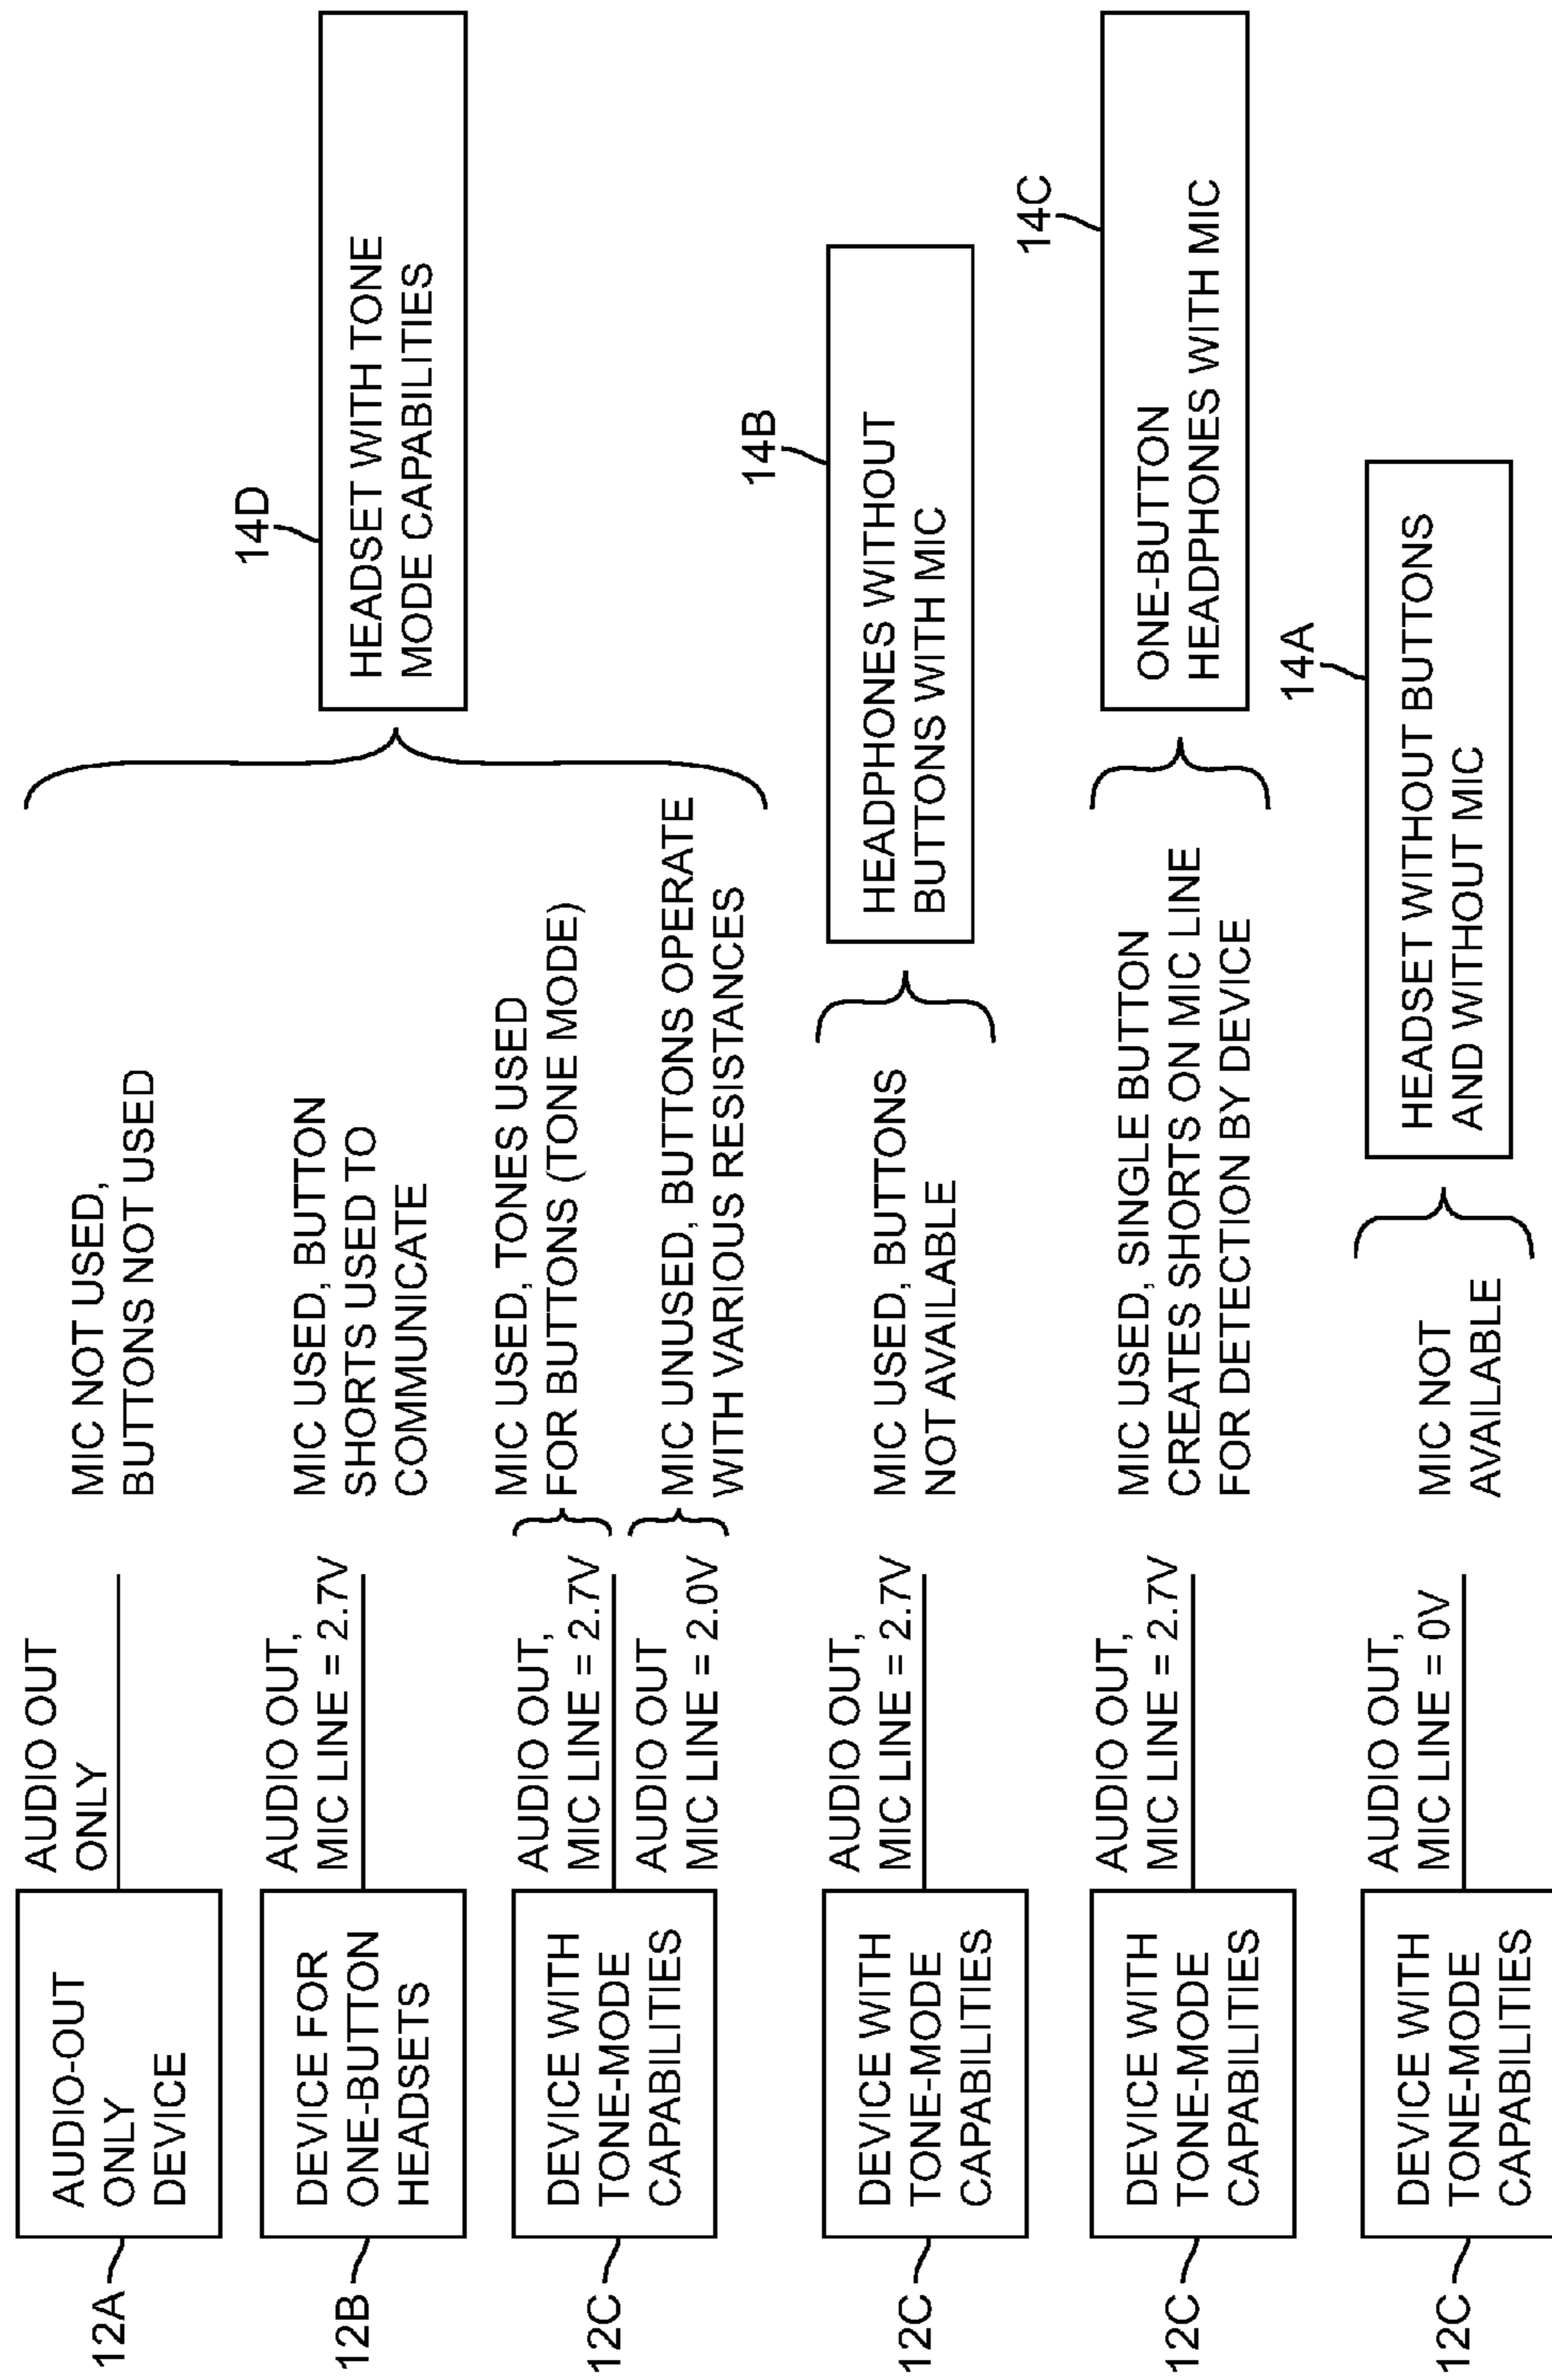 12A
AUDIO-OUT
ONLY
DEVICE
AUDIO OUT
ONLY
MIC NOT USED,
BUTTONS NOT USED
12B
DEVICE FOR
ONE-BUTTON
HEADSETS
AUDIO OUT,
MIC LINE = 2.7V
MIC USED, BUTTON
SHORTS USED TO
COMMUNICATE
12C
DEVICE WITH
TONE-MODE
CAPABILITIES
AUDIO OUT,
MIC LINE = 2.7V
AUDIO OUT
MIC LINE = 2.0V
MIC USED, TONES USED
FOR BUTTONS (TONE MODE)
MIC UNUSED, BUTTONS OPERATE
WITH VARIOUS RESISTANCES
14D
HEADSET WITH TONE
MODE CAPABILITIES
12C
DEVICE WITH
TONE-MODE
CAPABILITIES
AUDIO OUT,
MIC LINE = 2.7V
MIC USED, BUTTONS
NOT AVAILABLE
14B
HEADPHONES WITHOUT
BUTTONS WITH MIC
12C
DEVICE WITH
TONE-MODE
CAPABILITIES
AUDIO OUT,
MIC LINE = 2.7V
MIC USED, SINGLE BUTTON
CREATES SHORTS ON MIC LINE
FOR DETECTION BY DEVICE
14C
ONE-BUTTON
HEADPHONES WITH MIC
12C
DEVICE WITH
TONE-MODE
CAPABILITIES
AUDIO OUT,
MIC LINE = 0V
MIC NOT
AVAILABLE
14A
HEADSET WITHOUT BUTTONS
AND WITHOUT MIC